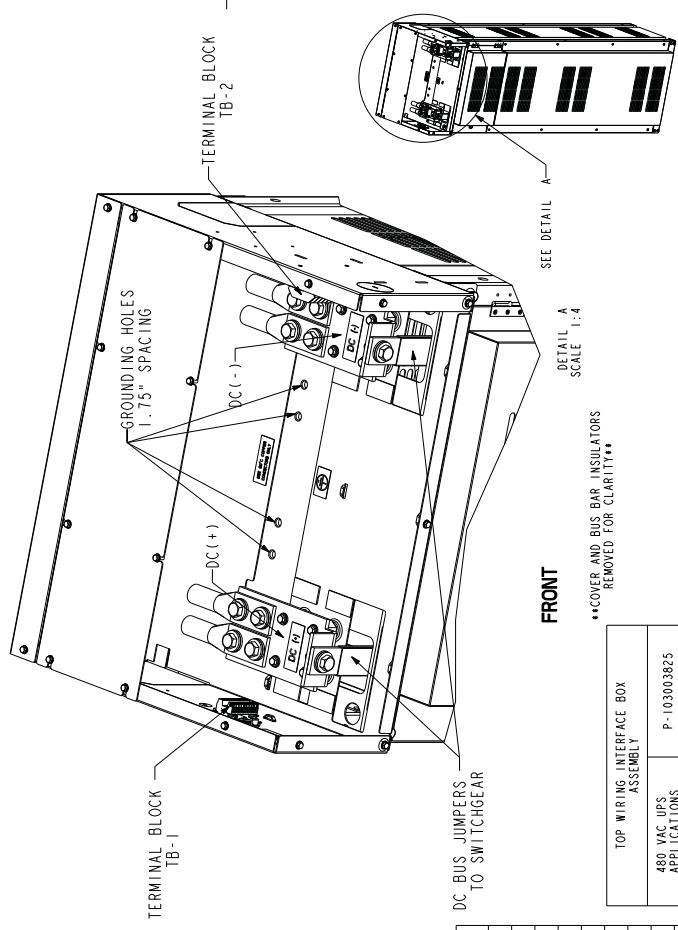 TERMINAL BLOCK
TB-2
GROUNDING HOLES
1.75" SPACING
DC(-)
DC(+)
TERMINAL BLOCK
TB-1
DC (-)
DC BUS JUMPERS
TO SWITCHGEAR
SEE DETAIL A
DETAIL A
SCALE 1:4
FRONT
**COVER AND BUS BAR INSULATORS
REMOVED FOR CLARITY**
TOP WIRING INTERFACE BOX
ASSEMBLY
480 VAC UPS
APPLICATIONS
P-103003825